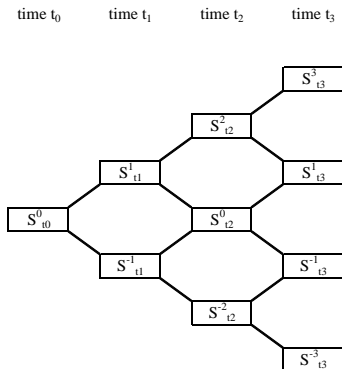 time t₀ time t₁ time t₂ time t₃
S³ₜ₃
S²ₜ₂
S¹ₜ₁ S¹ₜ₃
S⁰ₜ₀ S⁰ₜ₂
S⁻¹ₜ₁ S⁻¹ₜ₃
S⁻²ₜ₂
S⁻³ₜ₃